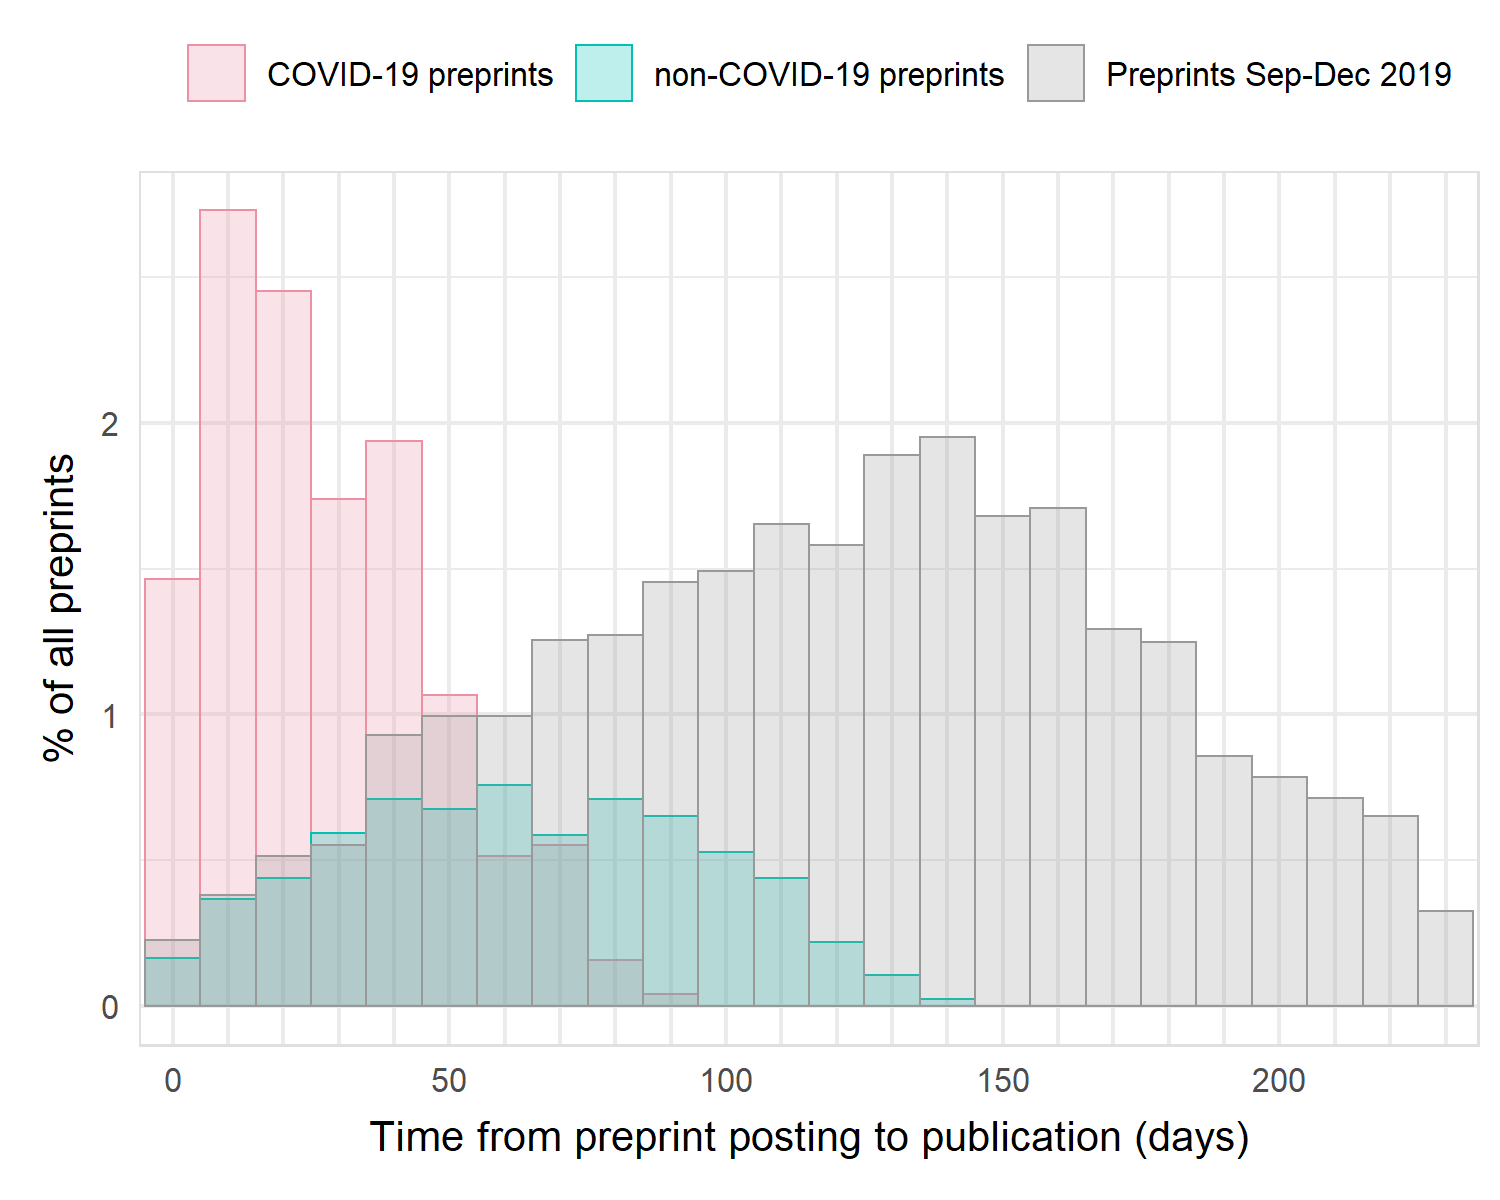 COVID-19 preprints non-COVID-19 preprints Preprints Sep-Dec 2019
% of all preprints
2
1
0
0 50 100 150 200
Time from preprint posting to publication (days)